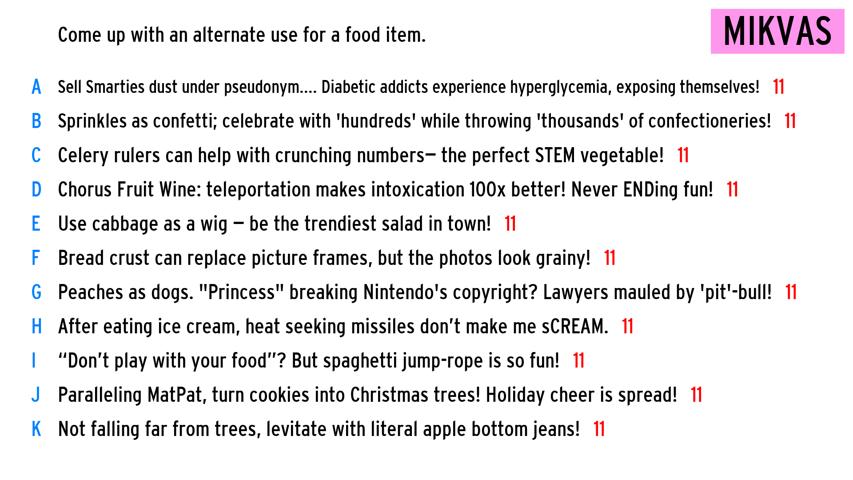 Come up with an alternate use for a food item.
MIKVAS
A Sell Smarties dust under pseudonym.... Diabetic addicts experience hyperglycemia, exposing themselves! 11
B Sprinkles as confetti; celebrate with 'hundreds' while throwing 'thousands' of confectioneries! 11
C Celery rulers can help with crunching numbers— the perfect STEM vegetable! 11
D Chorus Fruit Wine: teleportation makes intoxication 100x better! Never ENDing fun! 11
E Use cabbage as a wig — be the trendiest salad in town! 11
F Bread crust can replace picture frames, but the photos look grainy! 11
G Peaches as dogs. "Princess" breaking Nintendo's copyright? Lawyers mauled by 'pit'-bull! 11
H After eating ice cream, heat seeking missiles don’t make me sCREAM. 11
I “Don’t play with your food”? But spaghetti jump-rope is so fun! 11
J Paralleling MatPat, turn cookies into Christmas trees! Holiday cheer is spread! 11
K Not falling far from trees, levitate with literal apple bottom jeans! 11